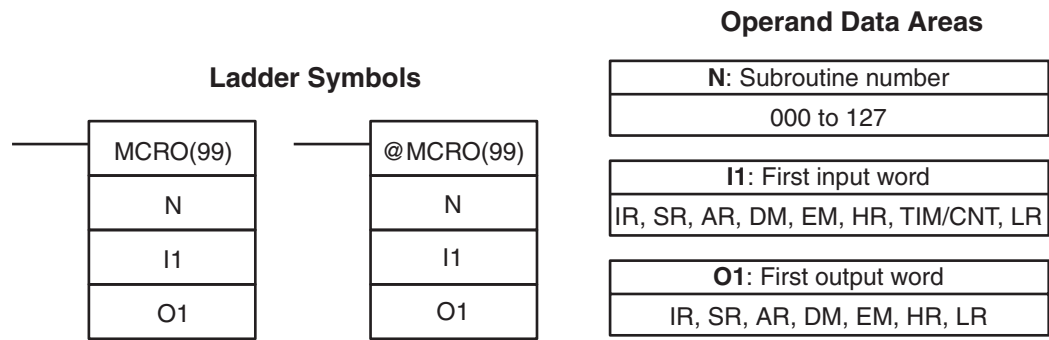 Operand Data Areas
Ladder Symbols
MCRO(99)
N
I1
O1
@MCRO(99)
N
I1
O1
N: Subroutine number
000 to 127
I1: First input word
IR, SR, AR, DM, EM, HR, TIM/CNT, LR
O1: First output word
IR, SR, AR, DM, EM, HR, LR